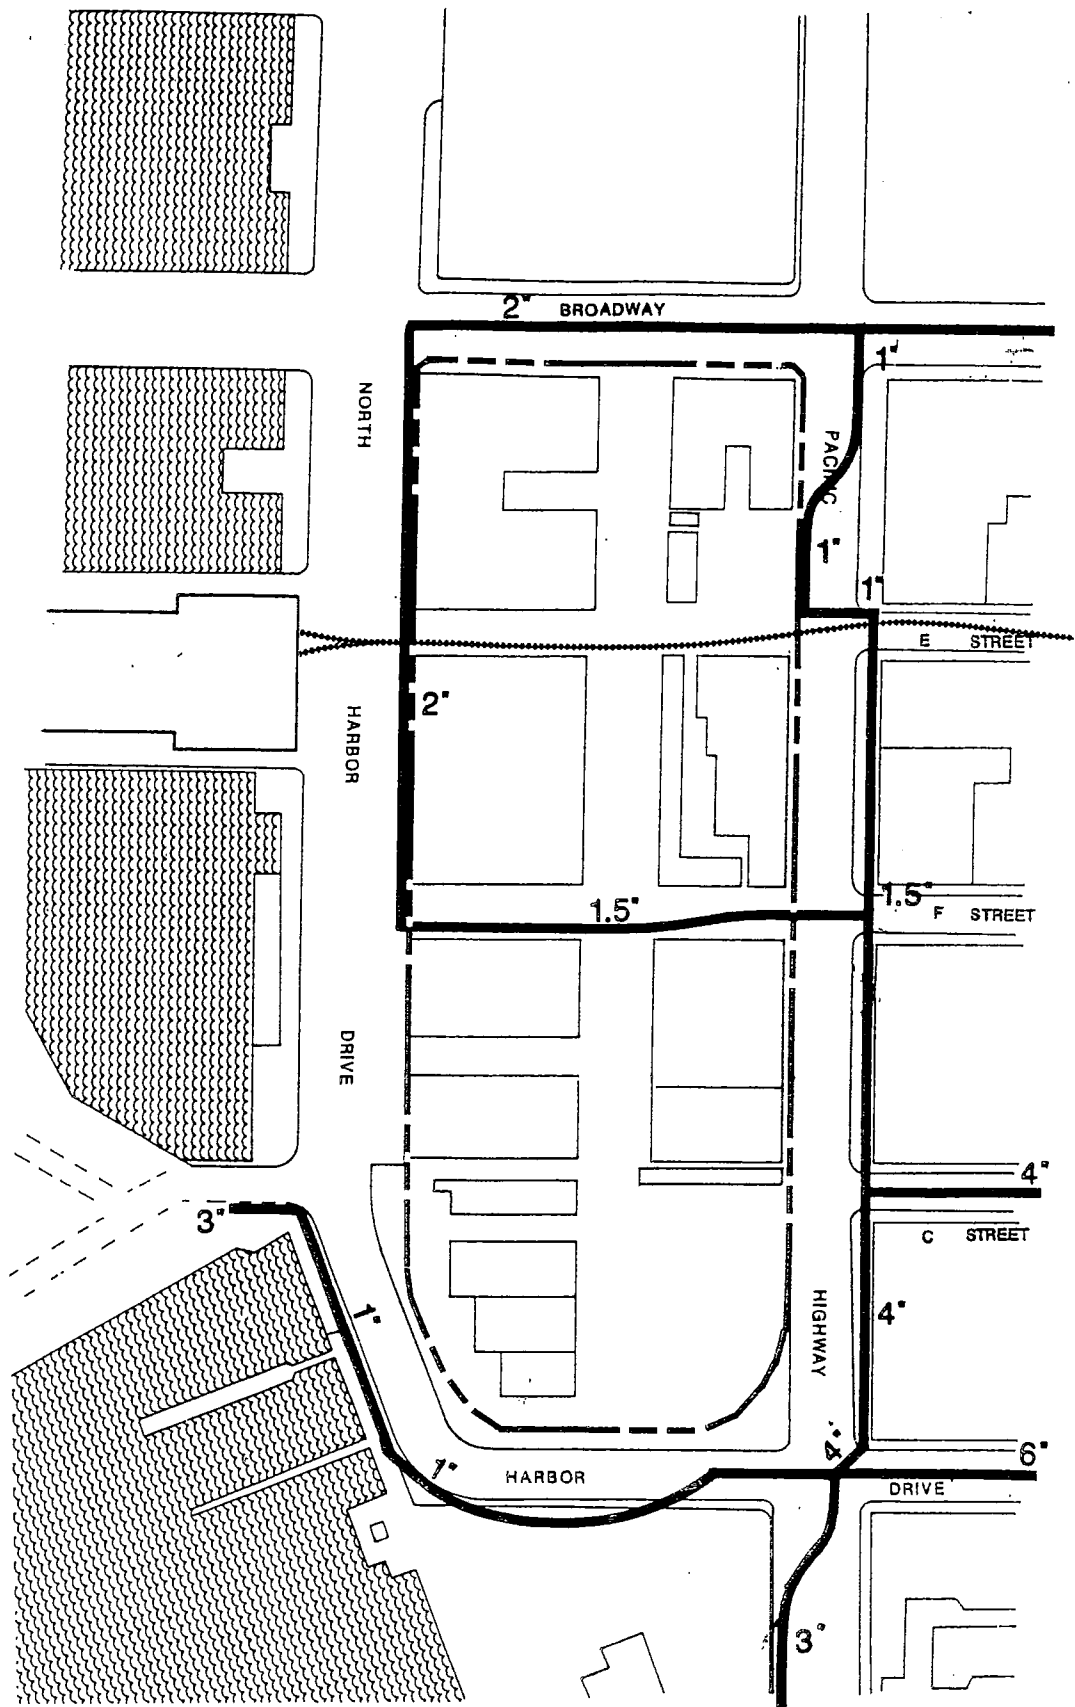 2"
BROADWAY
1"
NORTH
PACIFIC
1"
1"
E STREET
2"
HARBOR
1.5"
1.5"
F STREET
DRIVE
4"
3"
C STREET
1"
4"
HIGHWAY
4"
1"
HARBOR
6"
DRIVE
3"